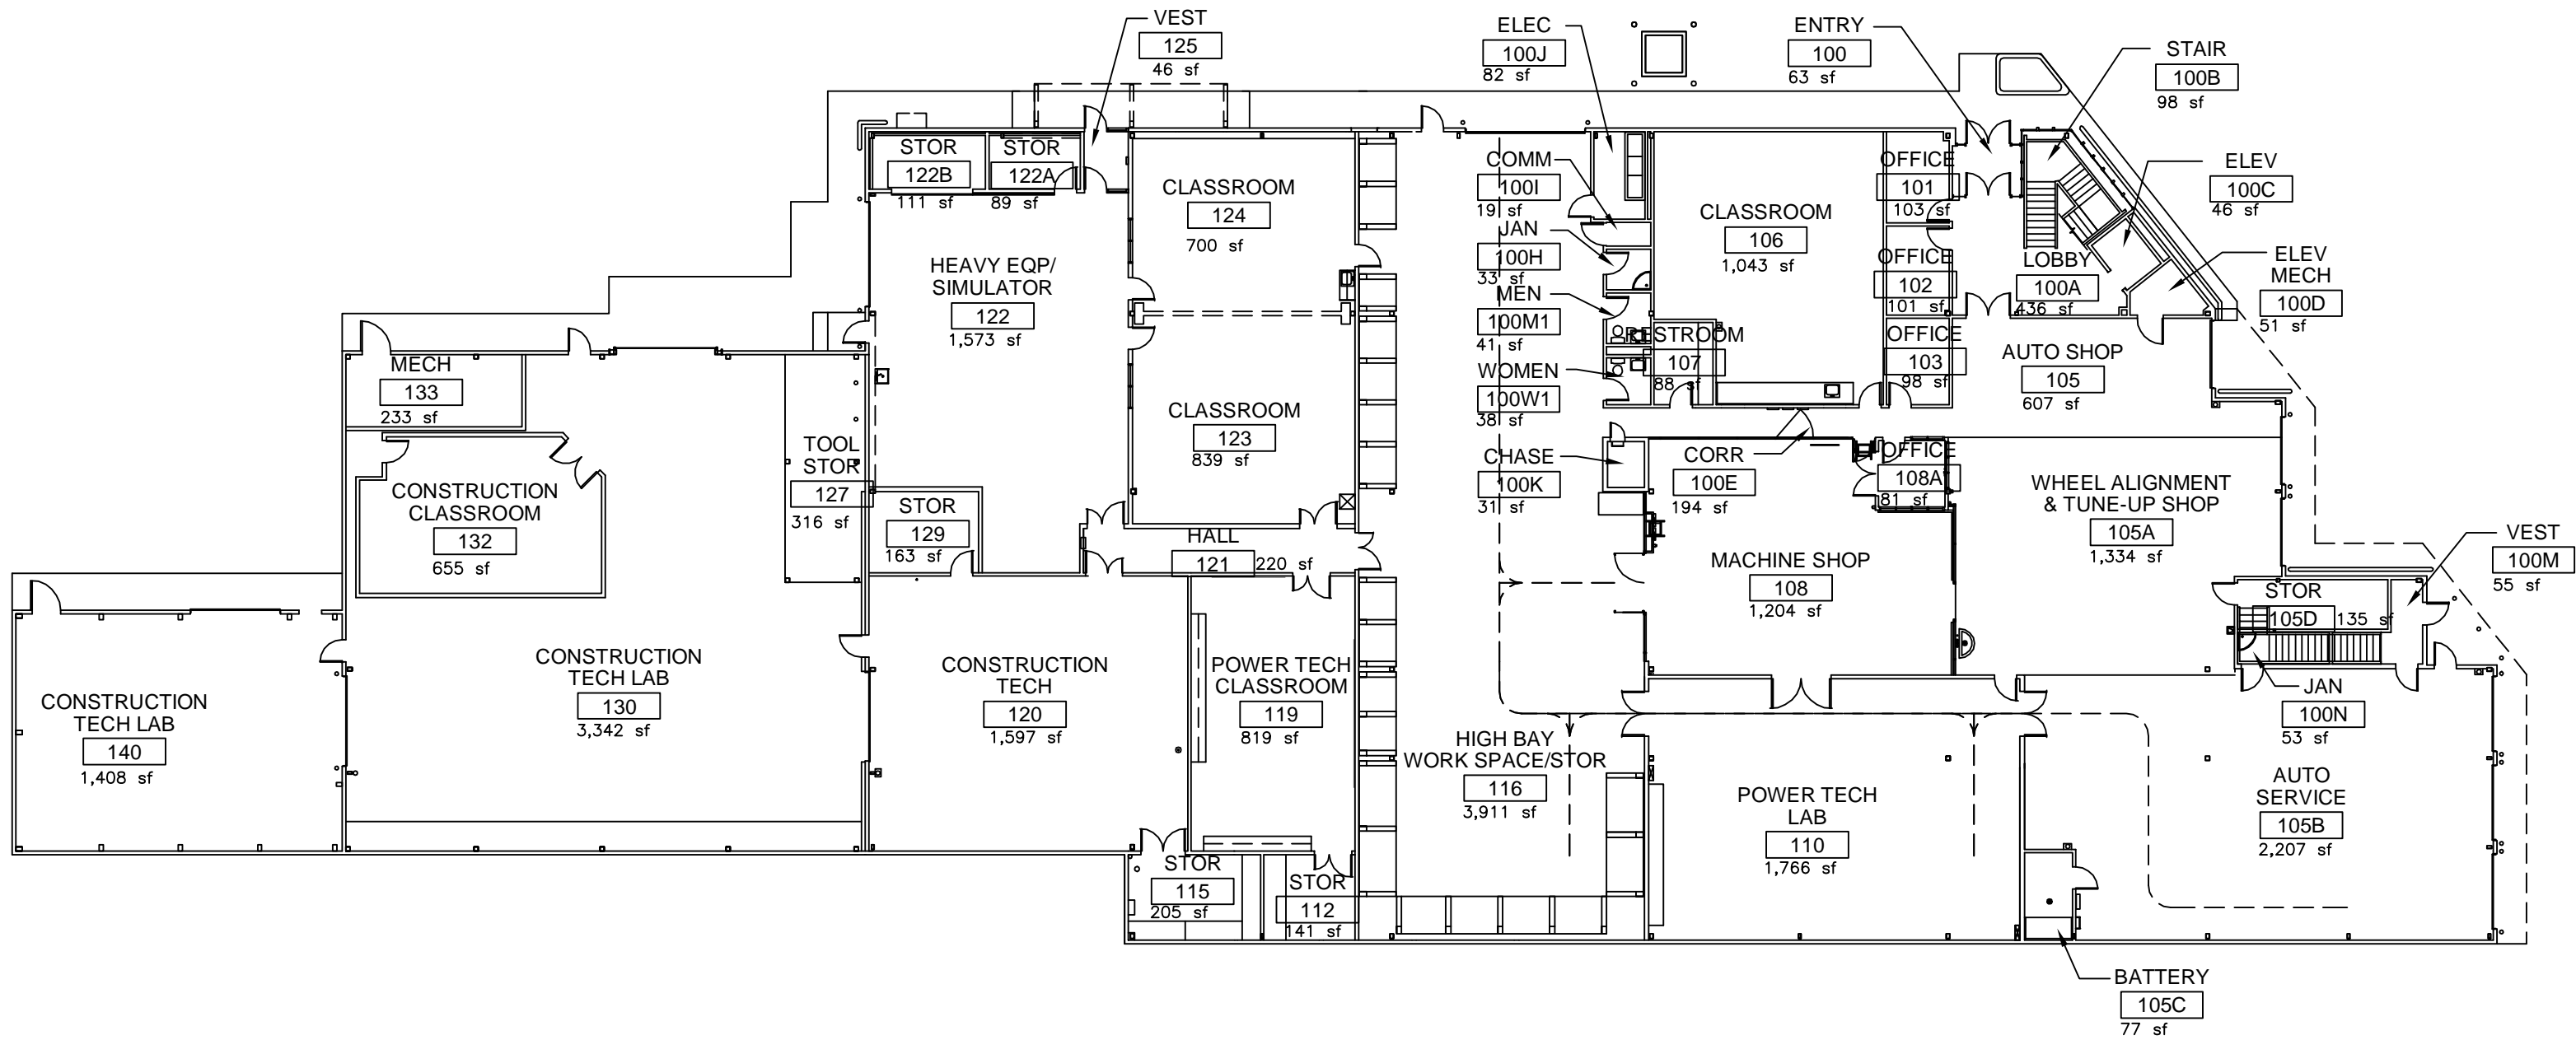 VEST
125
46 sf
ELEC
100J
82 sf
ENTRY
100
63 sf
STAIR
100B
98 sf
STOR
122B
111 sf
STOR
122A
89 sf
CLASSROOM
124
700 sf
COMM
100I
19 sf
JAN
100H
33 sf
MEN
100M1
41 sf
WOMEN
100W1
38 sf
CHASE
100K
31 sf
CLASSROOM
106
1,043 sf
RESTROOM
107
88 sf
OFFICE
101
103 sf
OFFICE
102
101 sf
OFFICE
103
98 sf
LOBBY
100A
436 sf
ELEV
100C
46 sf
ELEV
MECH
100D
51 sf
AUTO SHOP
105
607 sf
HEAVY EQP/
SIMULATOR
122
1,573 sf
MECH
133
233 sf
CLASSROOM
123
839 sf
TOOL
STOR
127
316 sf
CONSTRUCTION
CLASSROOM
132
655 sf
STOR
129
163 sf
HALL
121
220 sf
CORR
100E
194 sf
OFFICE
108A
81 sf
WHEEL ALIGNMENT
& TUNE-UP SHOP
105A
1,334 sf
VEST
100M
55 sf
MACHINE SHOP
108
1,204 sf
STOR
105D
135 sf
JAN
100N
53 sf
CONSTRUCTION
TECH LAB
140
1,408 sf
CONSTRUCTION
TECH LAB
130
3,342 sf
CONSTRUCTION
TECH
120
1,597 sf
POWER TECH
CLASSROOM
119
819 sf
HIGH BAY
WORK SPACE/STOR
116
3,911 sf
POWER TECH
LAB
110
1,766 sf
AUTO
SERVICE
105B
2,207 sf
STOR
115
205 sf
STOR
112
141 sf
BATTERY
105C
77 sf